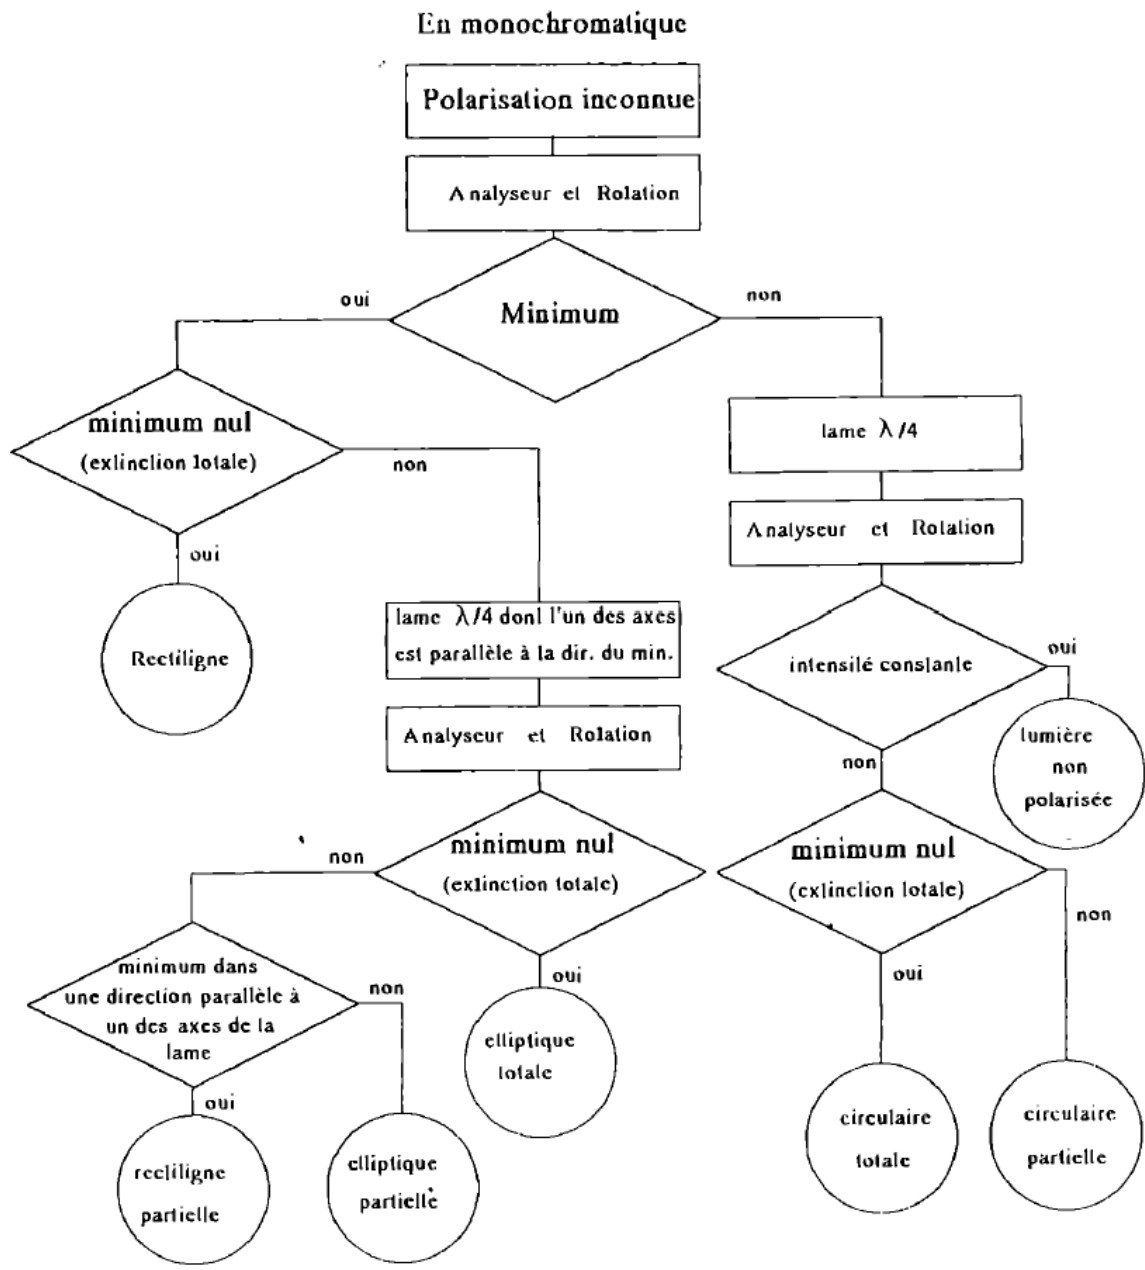 En monochromatique
Polarisation inconnue
Analyseur et Rotation
Minimum
oui
non
minimum nul
(extinction totale)
non
oui
Rectiligne
lame λ/4 dont l'un des axes
est parallèle à la dir. du min.
Analyseur et Rotation
minimum nul
(extinction totale)
non
oui
minimum dans
une direction parallèle à
un des axes de la
lame
non
oui
elliptique
totale
rectiligne
partielle
elliptique
partielle
lame λ/4
Analyseur et Rotation
intensité constante
oui
non
lumière
non
polarisée
minimum nul
(extinction totale)
non
oui
circulaire
totale
circulaire
partielle